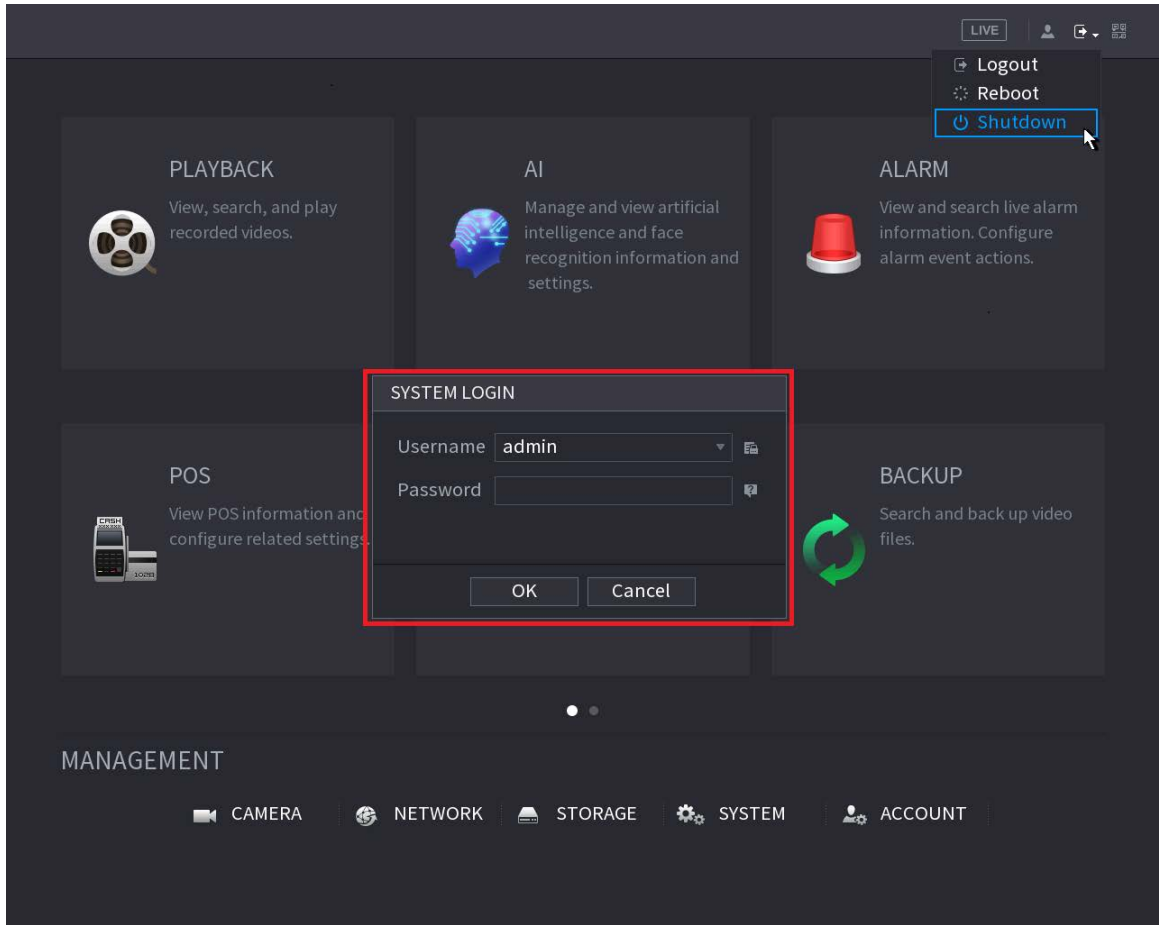 LIVE
Logout
Reboot
Shutdown
PLAYBACK
View, search, and play
recorded videos.
AI
Manage and view artificial
intelligence and face
recognition information and
settings.
ALARM
View and search live alarm
information. Configure
alarm event actions.
SYSTEM LOGIN
Username admin
Password
OK Cancel
POS
View POS information and
configure related settings.
CASH
BACKUP
Search and back up video
files.
MANAGEMENT
CAMERA NETWORK STORAGE SYSTEM ACCOUNT